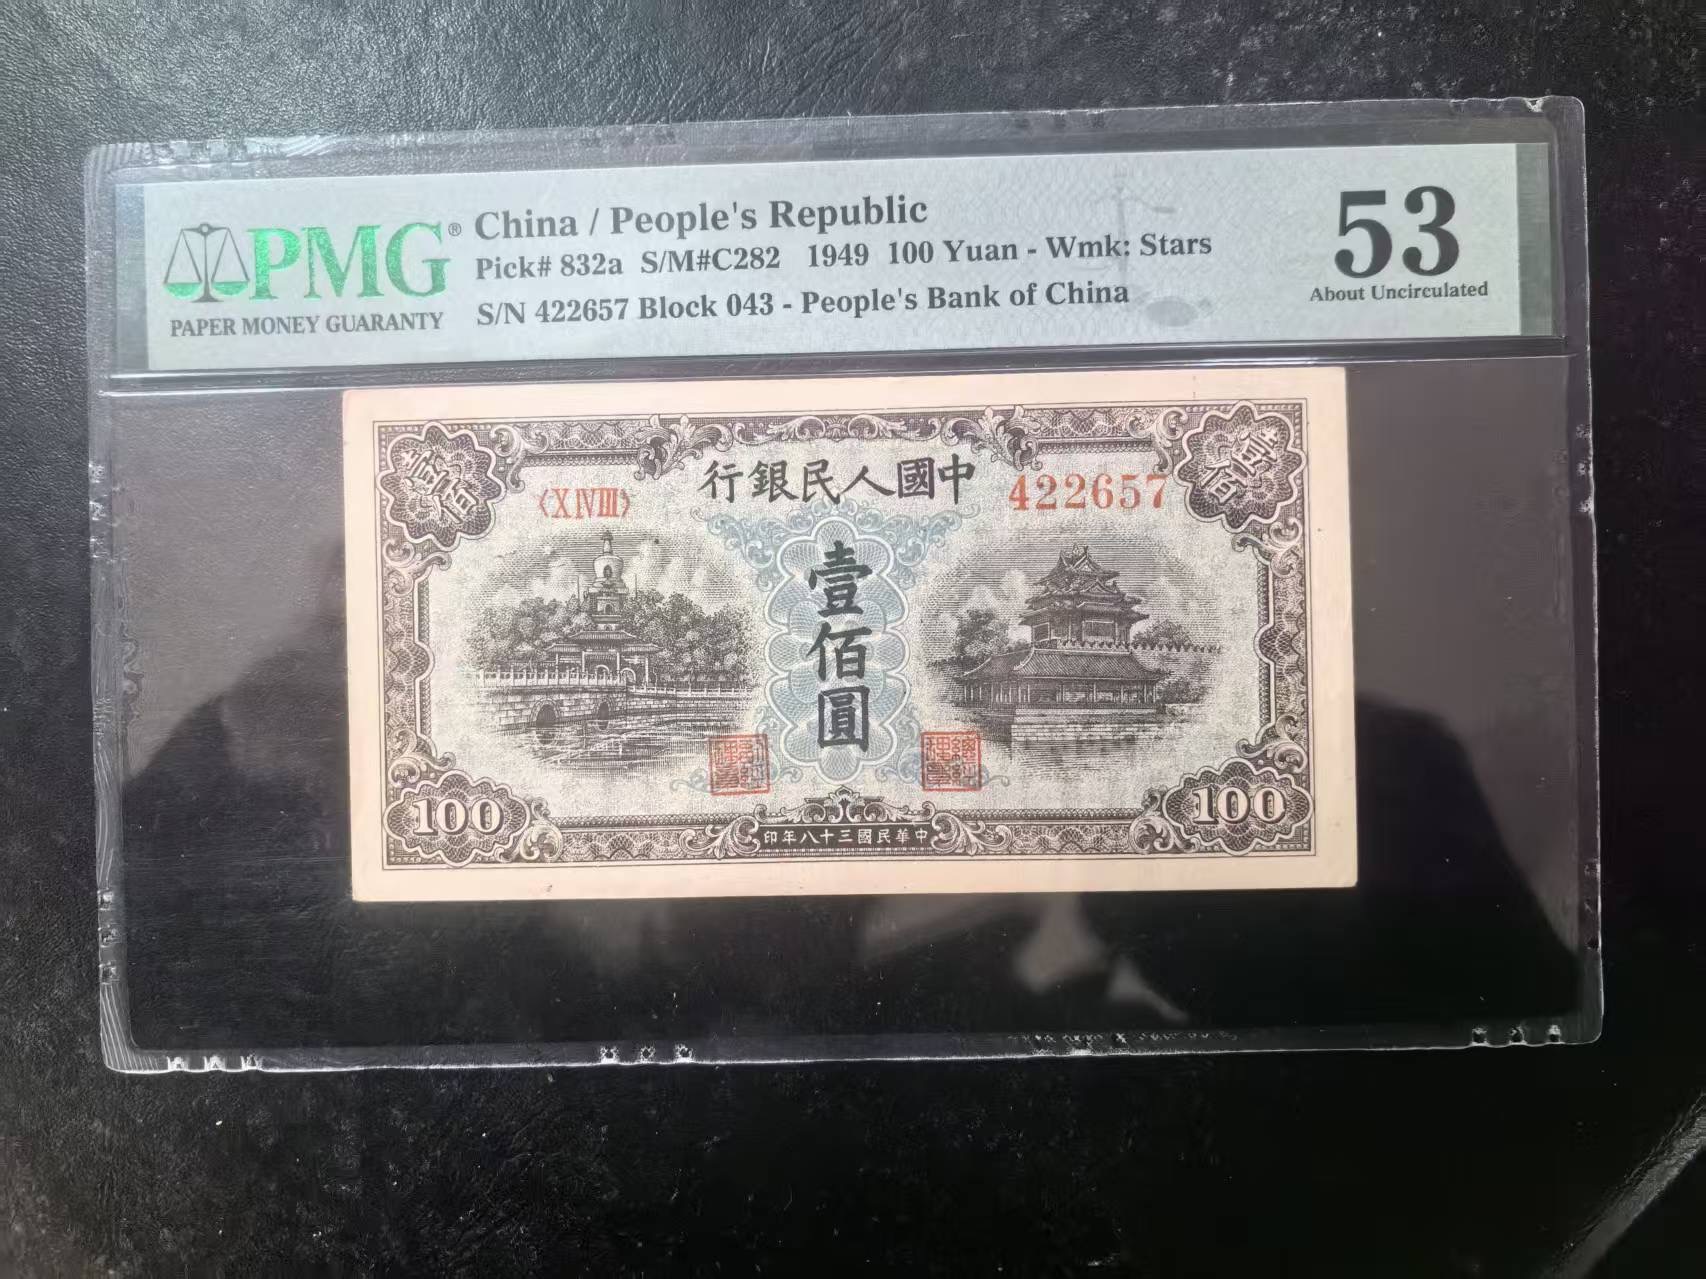 PMG®
PAPER MONEY GUARANTY
China / People's Republic
Pick# 832a S/M#C282 1949 100 Yuan - Wmk: Stars
S/N 422657 Block 043 - People's Bank of China
53
About Uncirculated
壹佰
行銀民人國中
壹佰
〈ⅩⅣⅢ〉
422657
壹佰圓
100
印年八十三國民華中
100